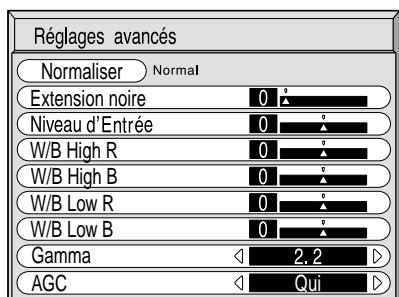 Réglages avancés
Normaliser Normal
Extension noire 0
Niveau d'Entrée 0
W/B High R 0
W/B High B 0
W/B Low R 0
W/B Low B 0
Gamma 2.2
AGC Qui